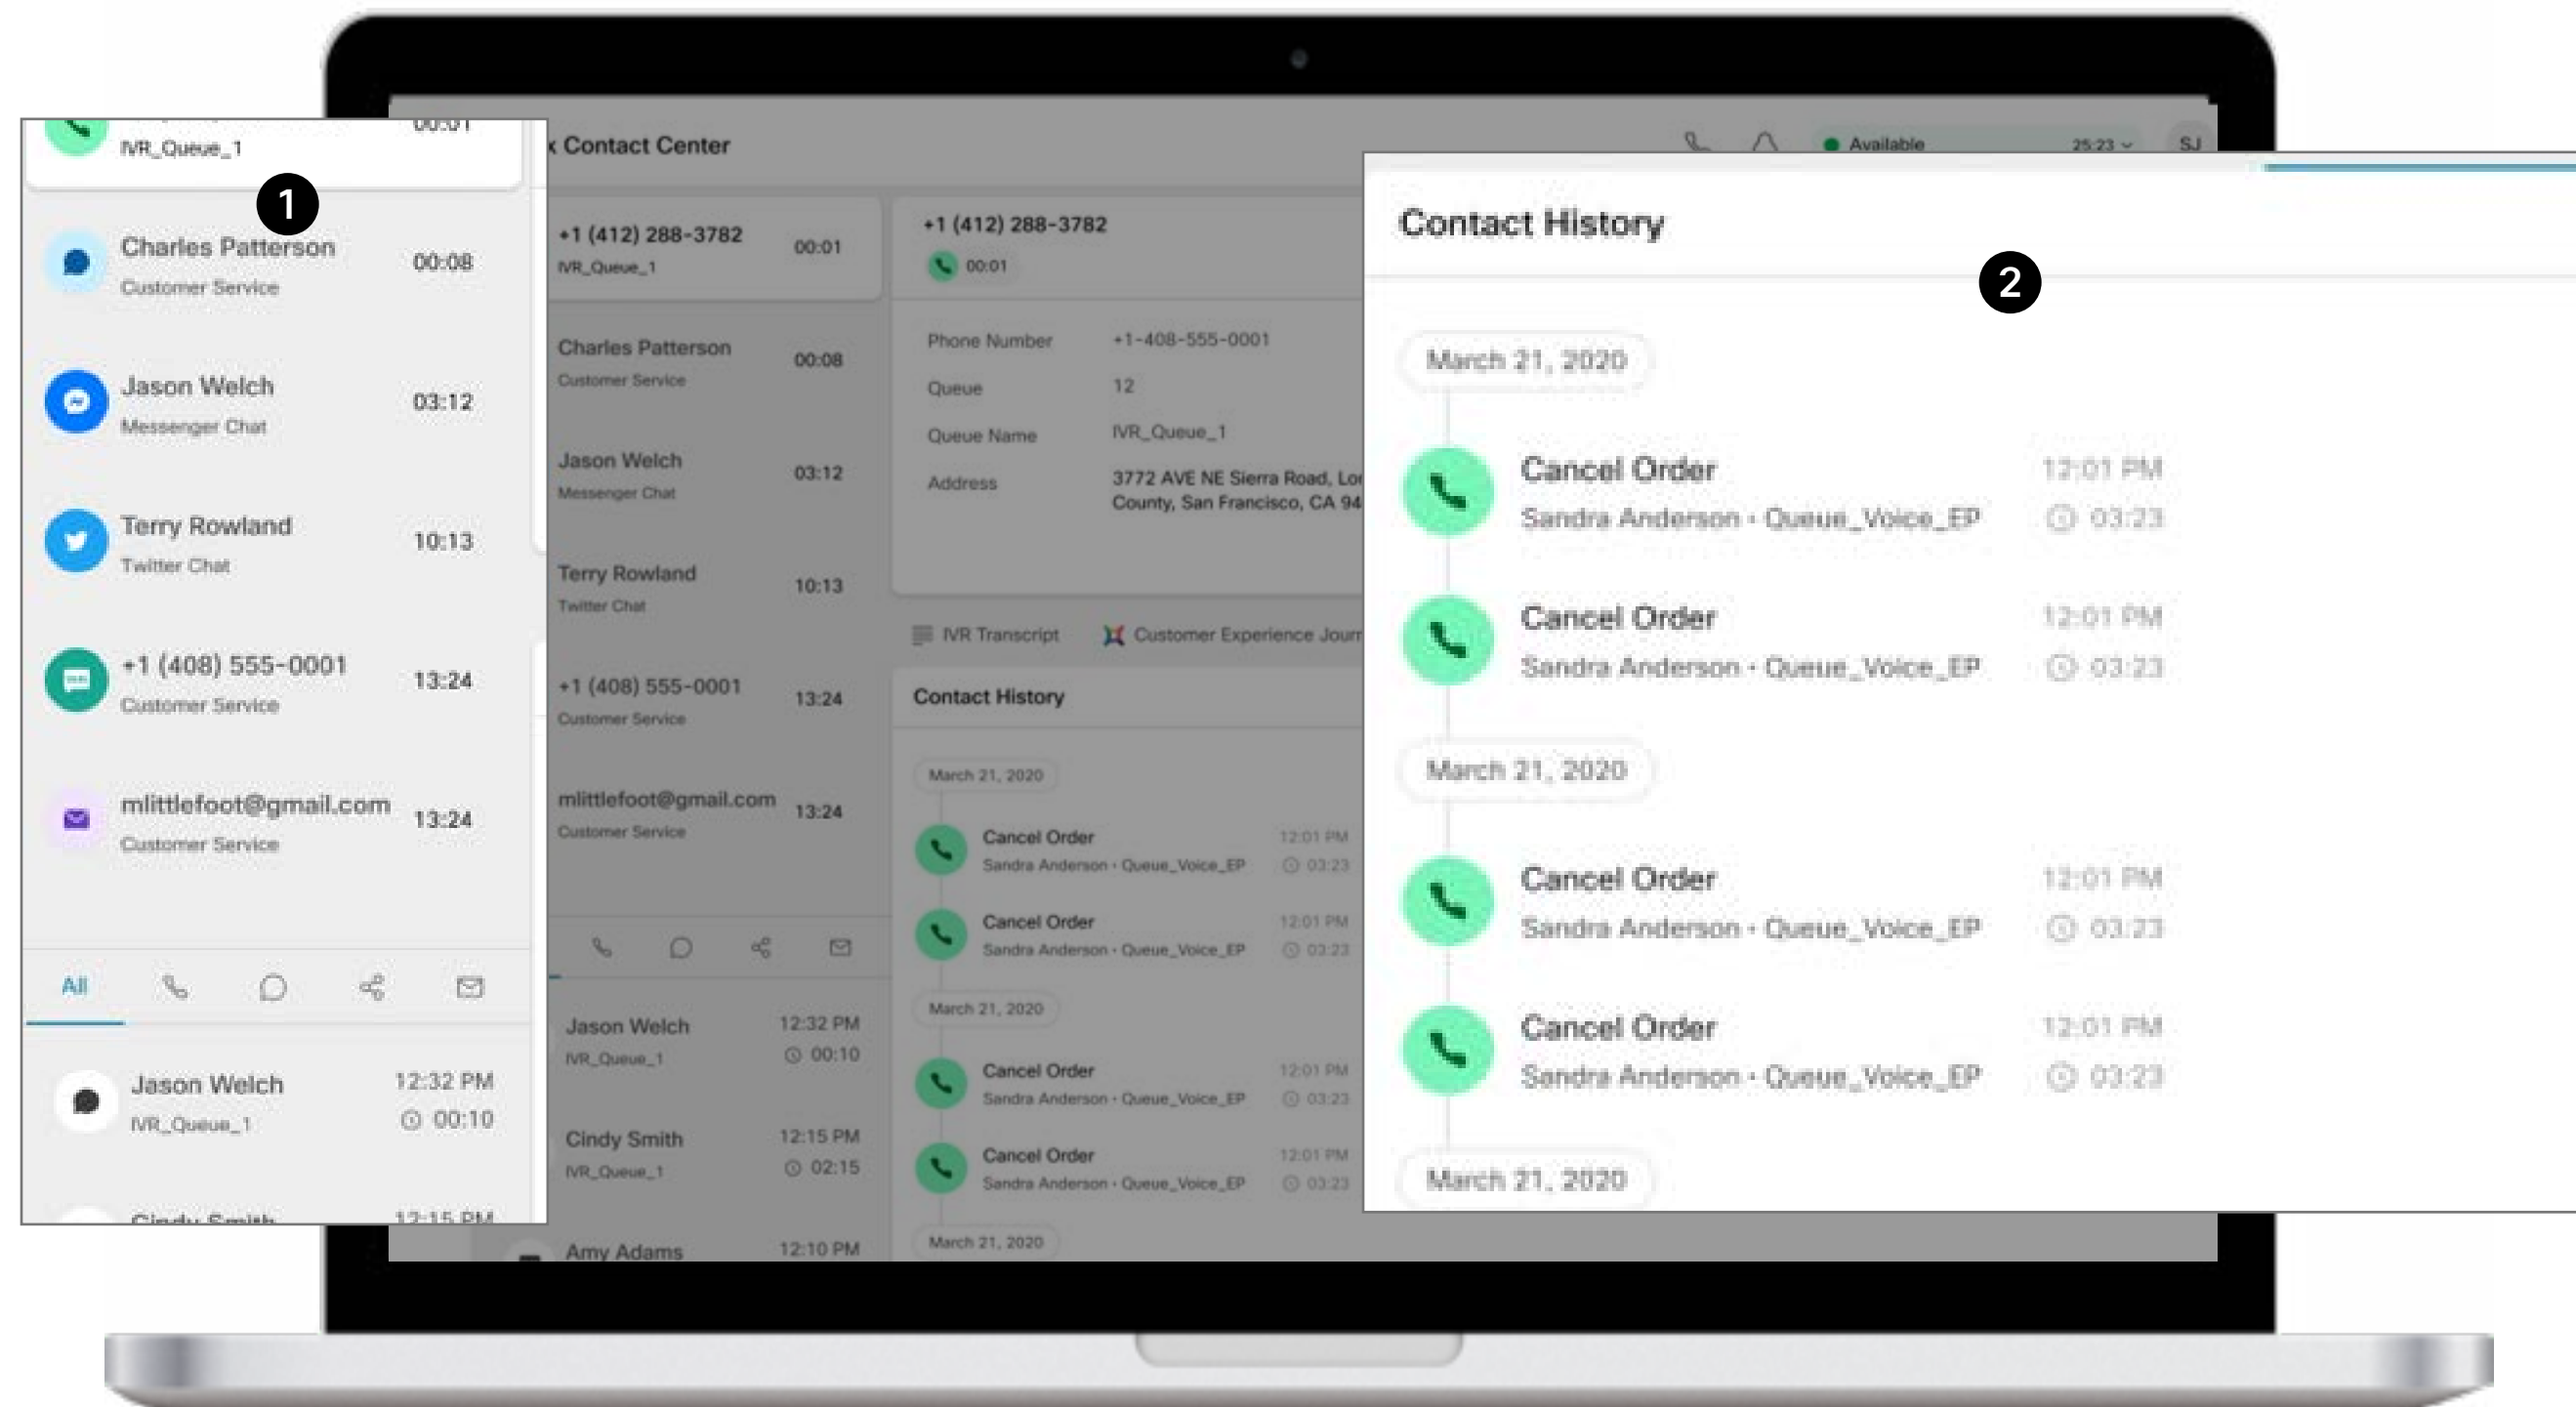 00:01
IVR_Queue_1
1
Charles Patterson 00:08
Customer Service
Jason Welch 03:12
Messenger Chat
Terry Rowland 10:13
Twitter Chat
+1 (408) 555-0001 13:24
Customer Service
mlittlefoot@gmail.com 13:24
Customer Service
All
Jason Welch 12:32 PM
IVR_Queue_1 00:10
Cindy Smith 12:15 PM
x Contact Center
Available 25:23 SJ
+1 (412) 288-3782 00:01
IVR_Queue_1
Charles Patterson 00:08
Customer Service
Jason Welch 03:12
Messenger Chat
Terry Rowland 10:13
Twitter Chat
+1 (408) 555-0001 13:24
Customer Service
mlittlefoot@gmail.com 13:24
Customer Service
Jason Welch 12:32 PM
IVR_Queue_1 00:10
Cindy Smith 12:15 PM
IVR_Queue_1 02:15
Amy Adams 12:10 PM
+1 (412) 288-3782
00:01
Phone Number +1-408-555-0001
Queue 12
Queue Name IVR_Queue_1
Address 3772 AVE NE Sierra Road, Lo
County, San Francisco, CA 94
IVR Transcript Customer Experience Jour
Contact History
March 21, 2020
Cancel Order 12:01 PM
Sandra Anderson • Queue_Voice_EP 03:23
Cancel Order 12:01 PM
Sandra Anderson • Queue_Voice_EP 03:23
March 21, 2020
Cancel Order 12:01 PM
Sandra Anderson • Queue_Voice_EP 03:23
Cancel Order 12:01 PM
Sandra Anderson • Queue_Voice_EP 03:23
March 21, 2020
Contact History
2
March 21, 2020
Cancel Order 12:01 PM
Sandra Anderson • Queue_Voice_EP 03:23
Cancel Order 12:01 PM
Sandra Anderson • Queue_Voice_EP 03:23
March 21, 2020
Cancel Order 12:01 PM
Sandra Anderson • Queue_Voice_EP 03:23
Cancel Order 12:01 PM
Sandra Anderson • Queue_Voice_EP 03:23
March 21, 2020